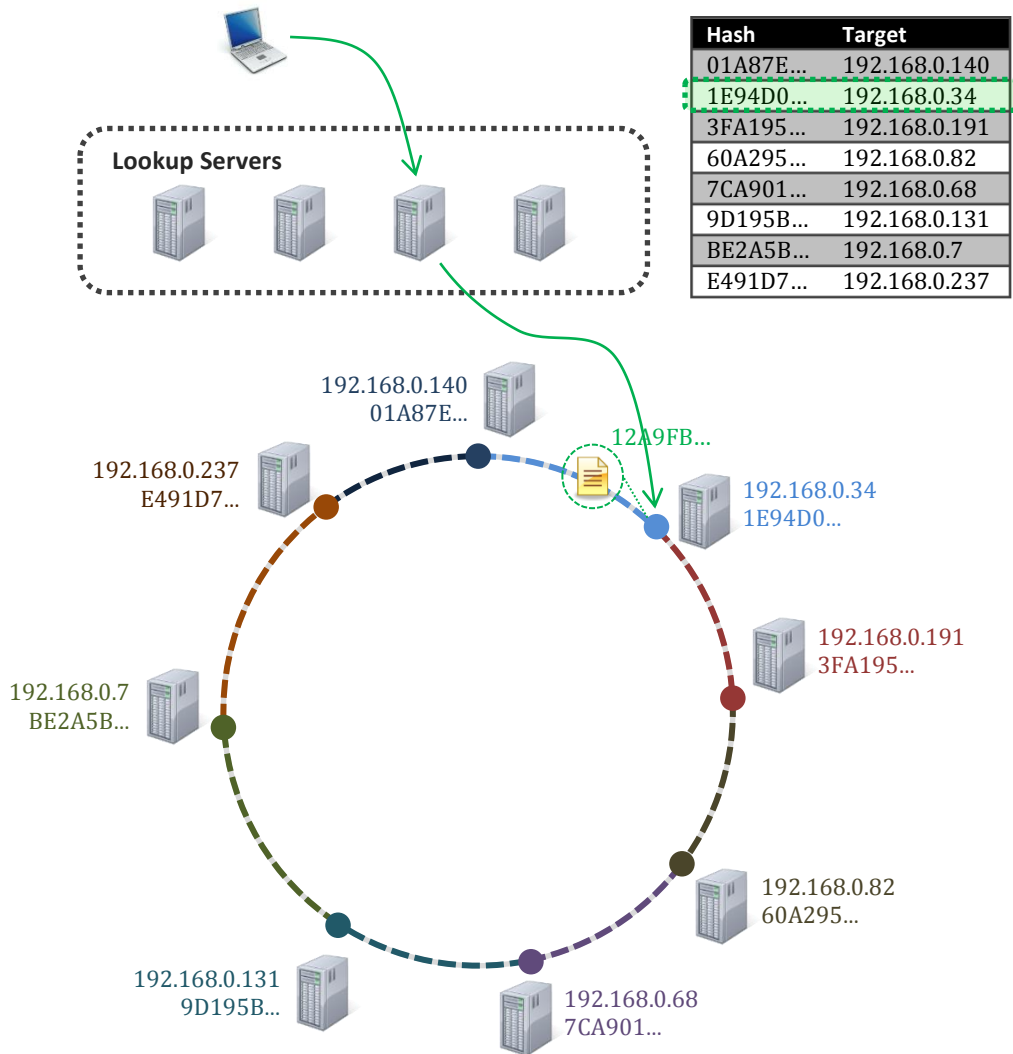 Hash Target
01A87E... 192.168.0.140
1E94D0... 192.168.0.34
3FA195... 192.168.0.191
60A295... 192.168.0.82
7CA901... 192.168.0.68
9D195B... 192.168.0.131
BE2A5B... 192.168.0.7
E491D7... 192.168.0.237
Lookup Servers
192.168.0.140
01A87E...
12A9FB...
192.168.0.237
E491D7...
192.168.0.34
1E94D0...
192.168.0.191
3FA195...
192.168.0.7
BE2A5B...
192.168.0.82
60A295...
192.168.0.131
9D195B...
192.168.0.68
7CA901...